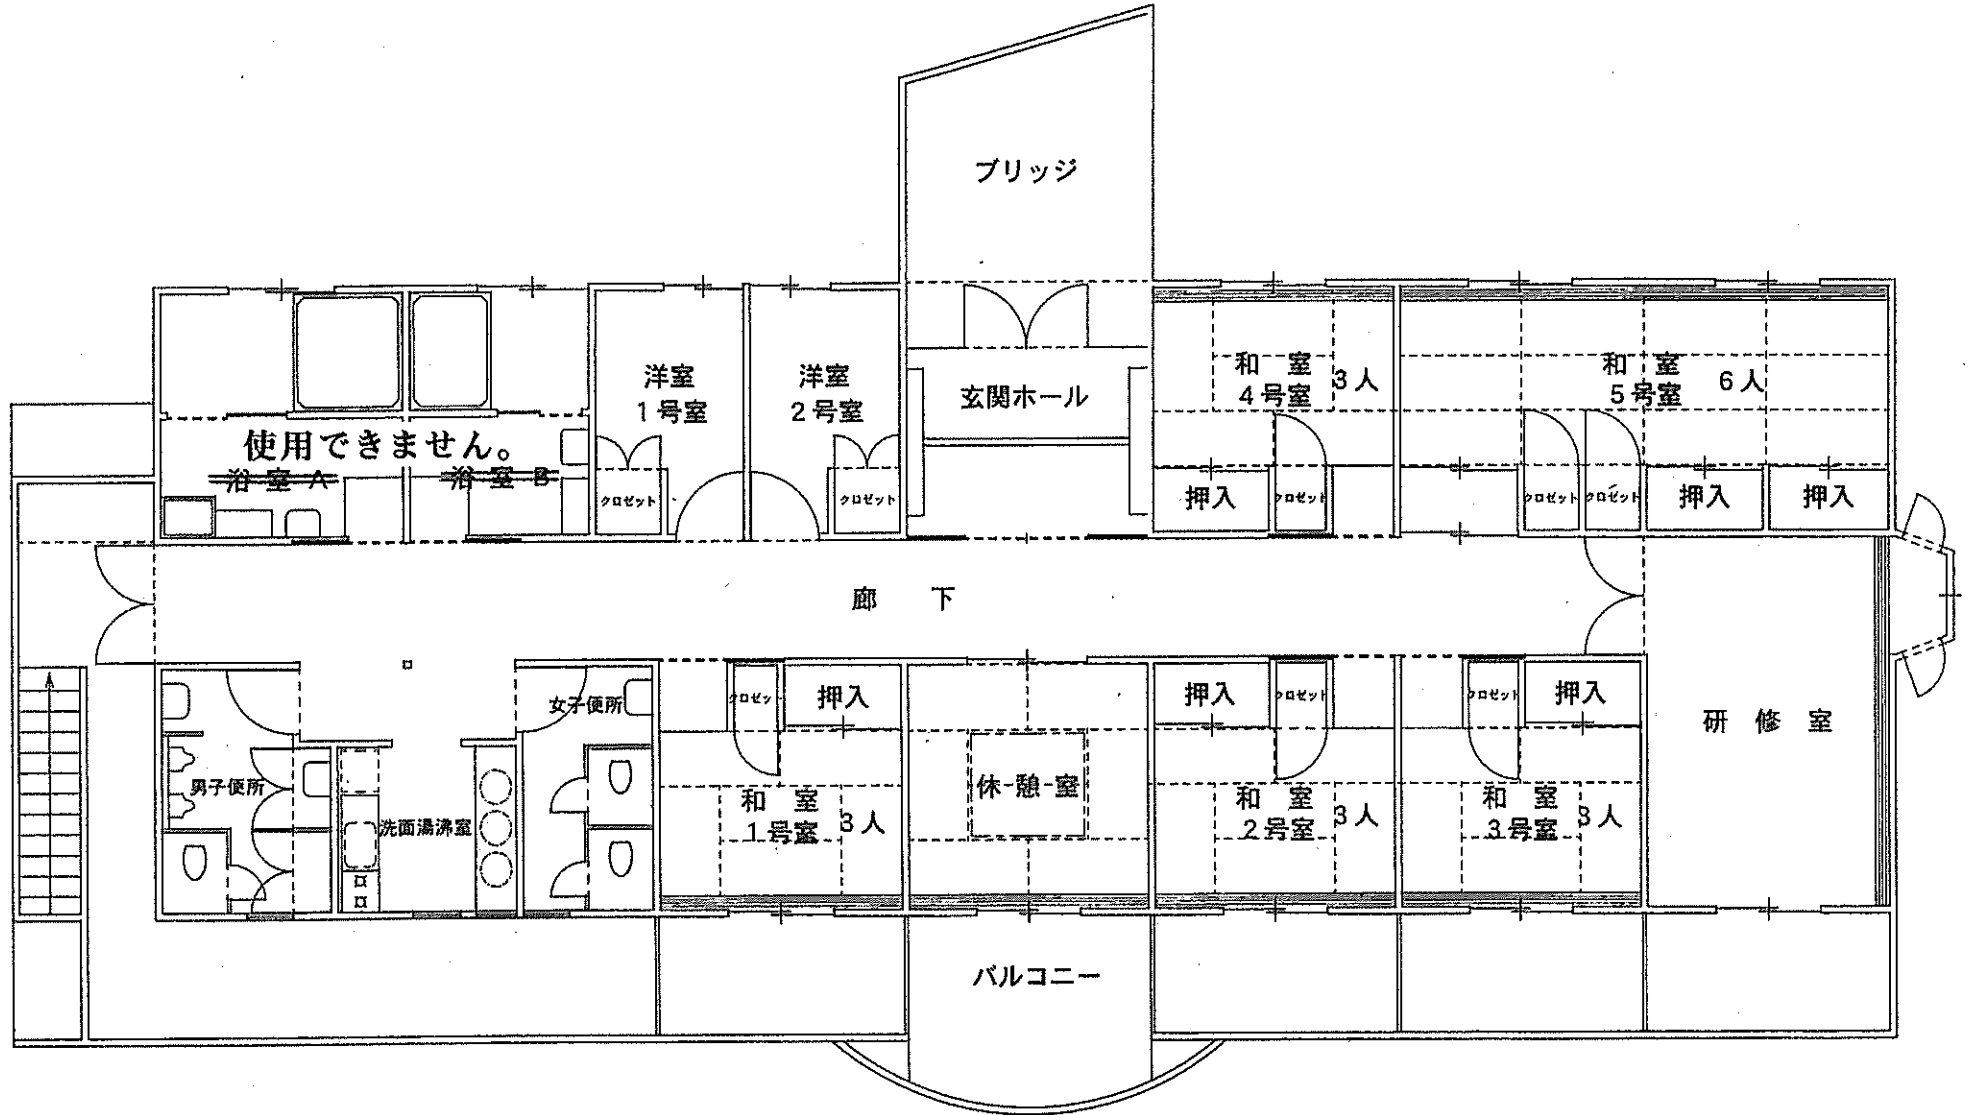 ブリッジ
洋室
1号室
洋室
2号室
玄関ホール
和 室
4号室
3人
和 室
5号室
6人
使用できません。
浴 室 A
浴 室 B
クロゼット
クロゼット
押入
クロゼット
クロゼット
クロゼット
押入
押入
廊 下
クロゼット
押入
押入
クロゼット
クロゼット
押入
女子便所
研 修 室
男子便所
洗面湯沸室
和 室
1号室
3人
休憩室
和 室
2号室
3人
和 室
3号室
3人
バルコニー